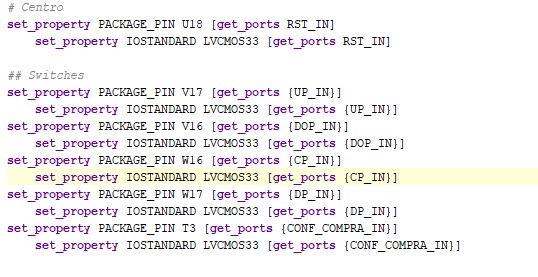 # Centro
set_property PACKAGE_PIN U18 [get_ports RST_IN]
set_property IOSTANDARD LVCMOS33 [get_ports RST_IN]
## Switches
set_property PACKAGE_PIN V17 [get_ports {UP_IN}]
set_property IOSTANDARD LVCMOS33 [get_ports {UP_IN}]
set_property PACKAGE_PIN V16 [get_ports {DOP_IN}]
set_property IOSTANDARD LVCMOS33 [get_ports {DOP_IN}]
set_property PACKAGE_PIN W16 [get_ports {CP_IN}]
set_property IOSTANDARD LVCMOS33 [get_ports {CP_IN}]
set_property PACKAGE_PIN W17 [get_ports {DP_IN}]
set_property IOSTANDARD LVCMOS33 [get_ports {DP_IN}]
set_property PACKAGE_PIN T3 [get_ports {CONF_COMPRA_IN}]
set_property IOSTANDARD LVCMOS33 [get_ports {CONF_COMPRA_IN}]